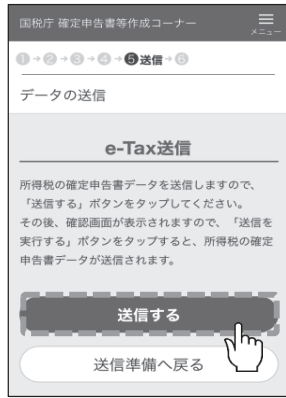 国税庁 確定申告書等作成コーナー
メニュー
1→2→3→4→5送信→6
データの送信
e-Tax送信
所得税の確定申告書データを送信しますので、
「送信する」ボタンをタップしてください。
その後、確認画面が表示されますので、「送信を
実行する」ボタンをタップすると、所得税の確定
申告書データが送信されます。
送信する
送信準備へ戻る